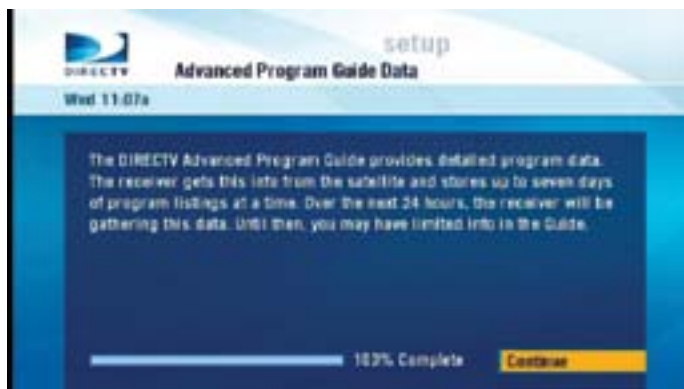 setup
DIRECTV
Advanced Program Guide Data
Wed 11:07a
The DIRECTV Advanced Program Guide provides detailed program data.
The receiver gets this info from the satellite and stores up to seven days
of program listings at a time. Over the next 24 hours, the receiver will be
gathering this data. Until then, you may have limited info in the Guide.
103% Complete
Continue